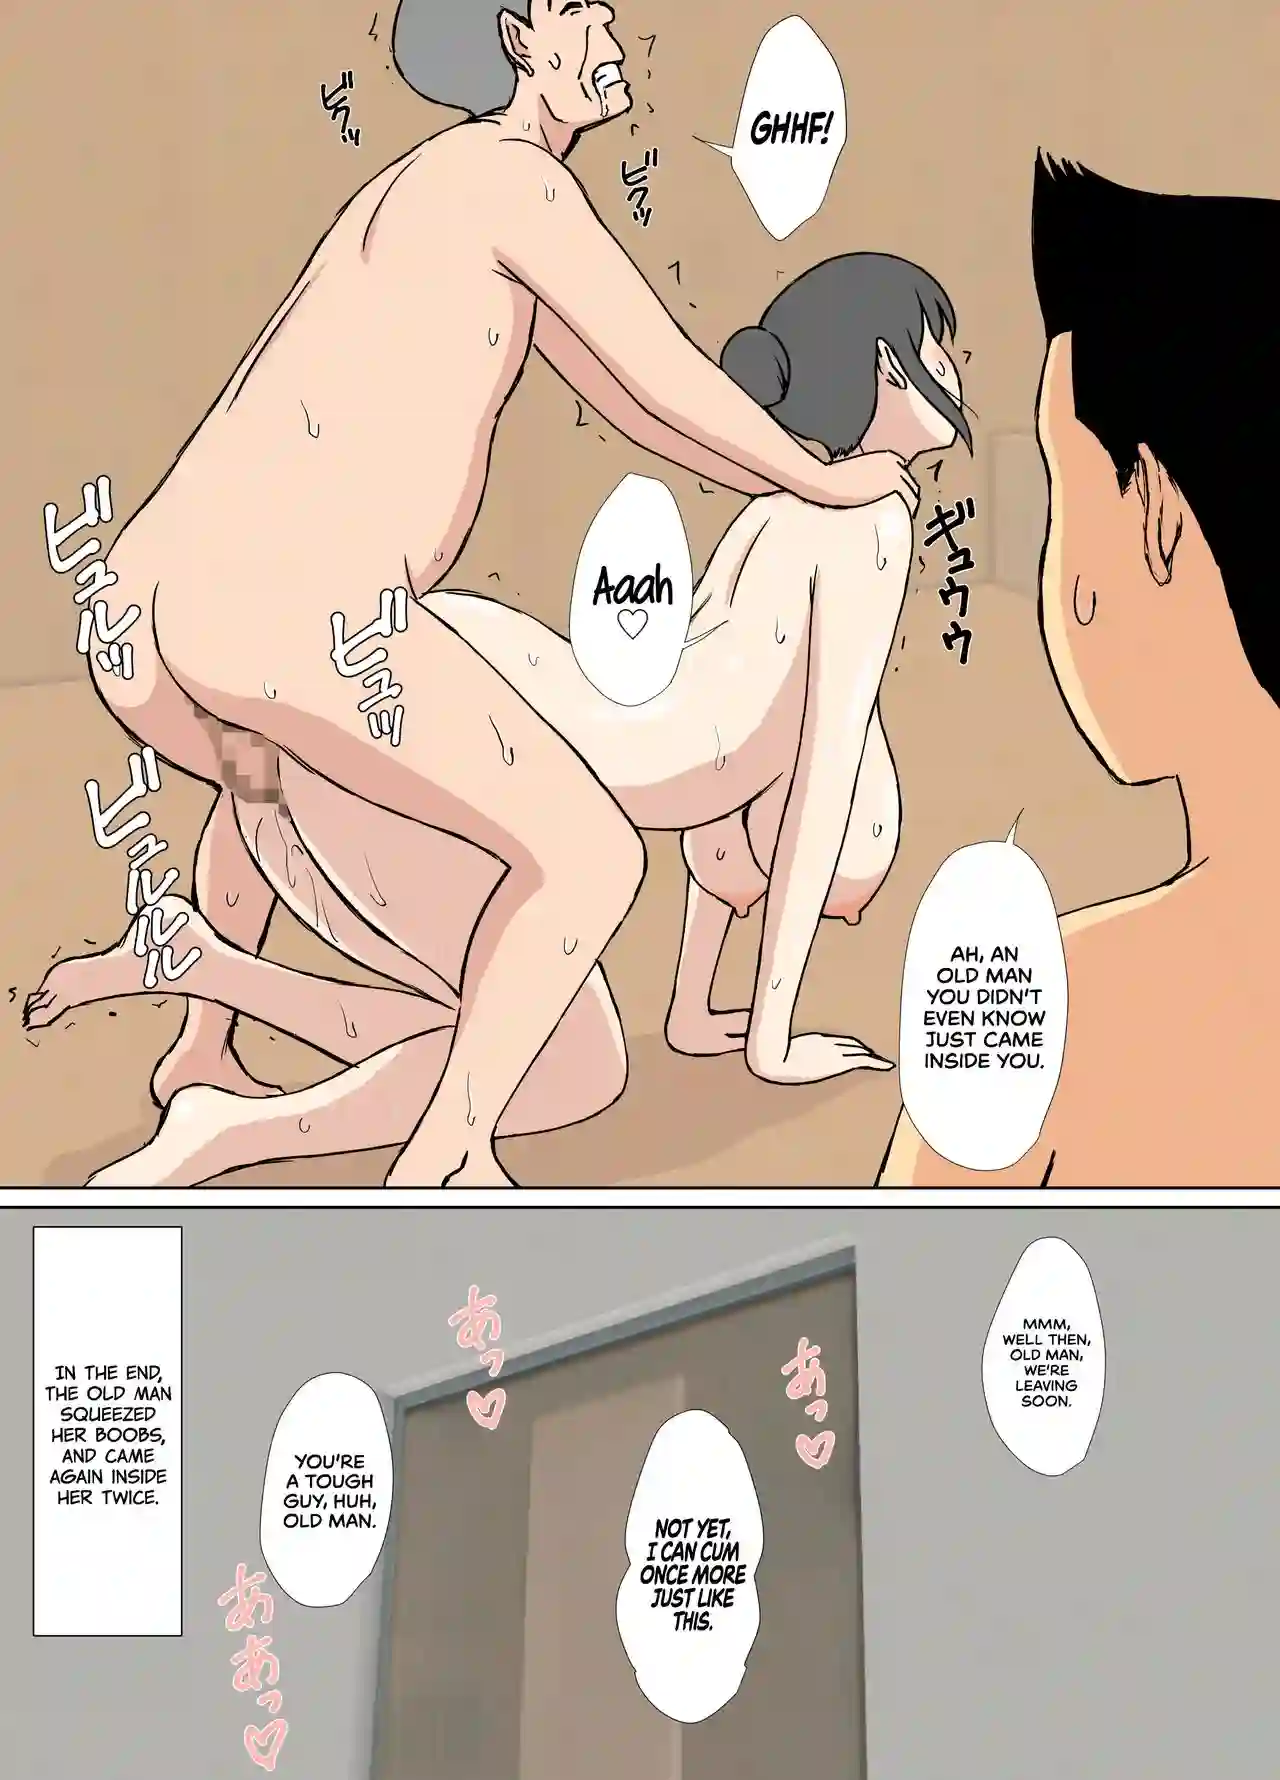 GHHF!
ビクッ
ビクッ
Aaah
♡
ギュウウ
ビュルルッ
ビュッ
ビュルルルルル
AH, AN
OLD MAN
YOU DIDN'T
EVEN KNOW
JUST CAME
INSIDE YOU.
MMM,
WELL THEN,
OLD MAN,
WE'RE
LEAVING
SOON.
あっ♡
あっ♡
NOT YET,
I CAN CUM
ONCE MORE
JUST LIKE
THIS.
YOU'RE
A TOUGH
GUY, HUH,
OLD MAN.
ああっ♡
IN THE END,
THE OLD MAN
SQUEEZED
HER BOOBS,
AND CAME
AGAIN INSIDE
HER TWICE.